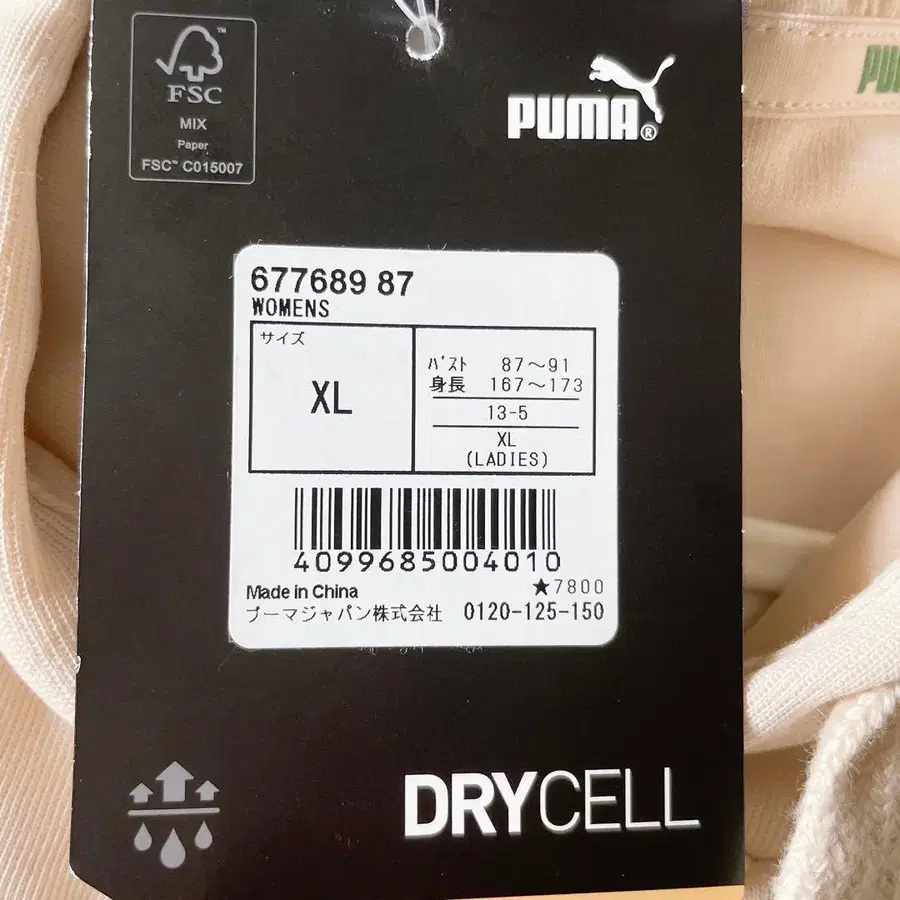 FSC™
MIX
Paper
FSC™ C015007
PUMA®
PU
677689 87
WOMENS
サイズ
XL
ﾊﾞｽﾄ 87～91
身長 167～173
13-5
XL
(LADIES)
4099685004010
Made in China
★7800
プーマジャパン株式会社 0120-125-150
DRYCELL